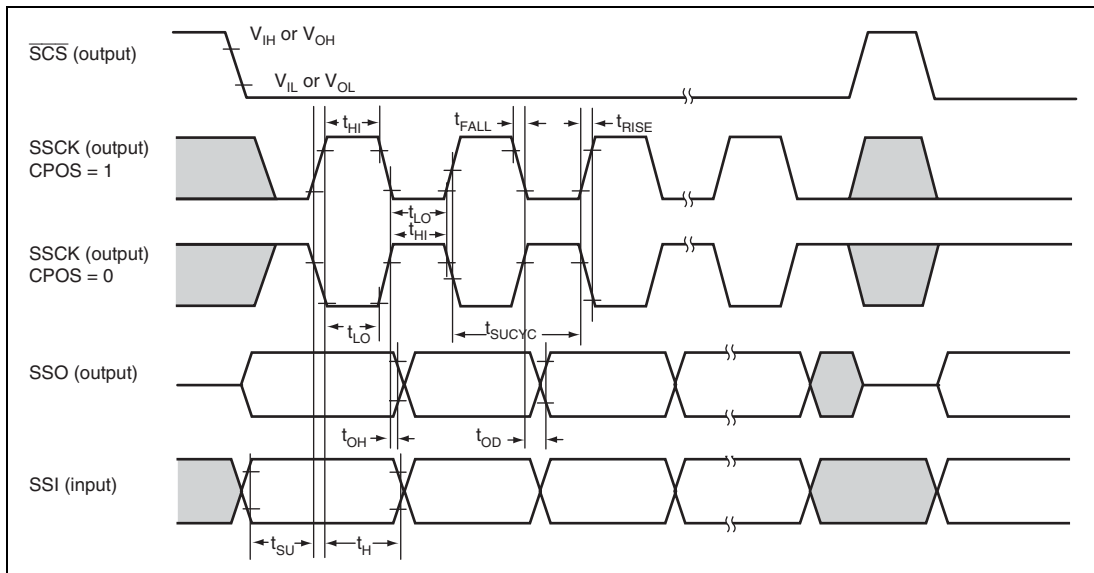 V_IH or V_OH
S̅C̅S̅ (output)
V_IL or V_OL
t_HI
t_FALL
t_RISE
SSCK (output)
CPOS = 1
t_LO
t_HI
SSCK (output)
CPOS = 0
t_LO
t_SUCYC
SSO (output)
t_OH
t_OD
SSI (input)
t_SU
t_H